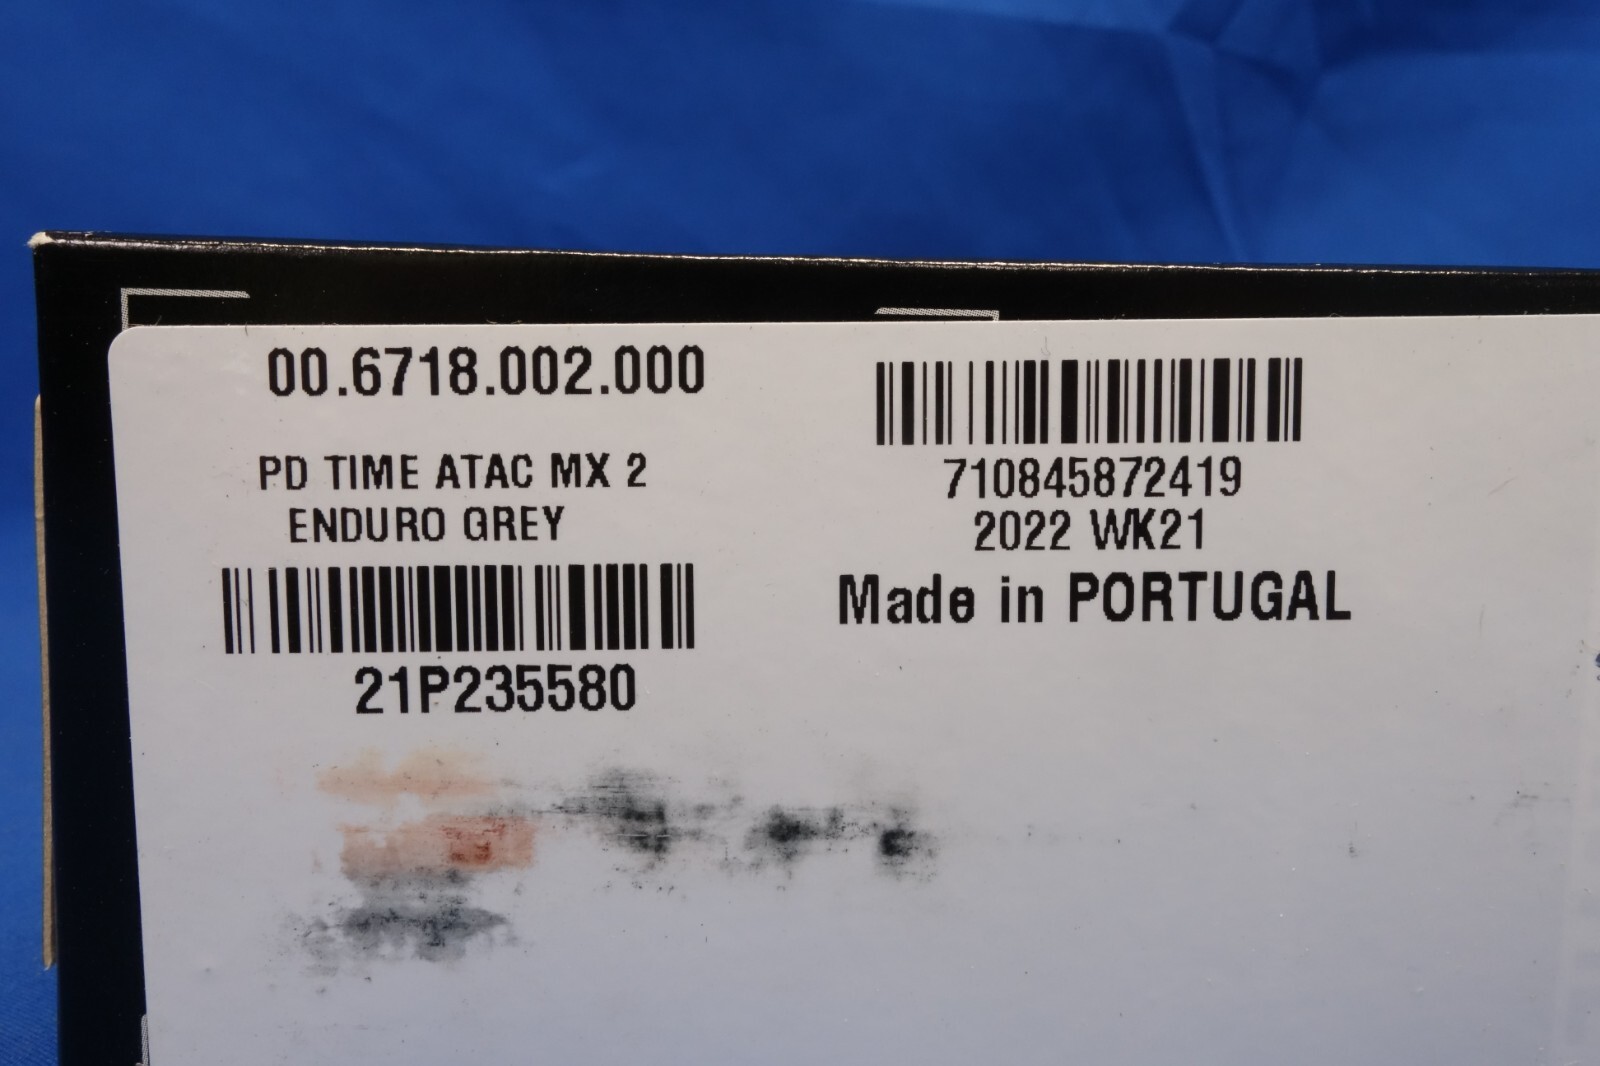 00.6718.002.000
PD TIME ATAC MX 2
ENDURO GREY
21P235580
710845872419
2022 WK21
Made in PORTUGAL